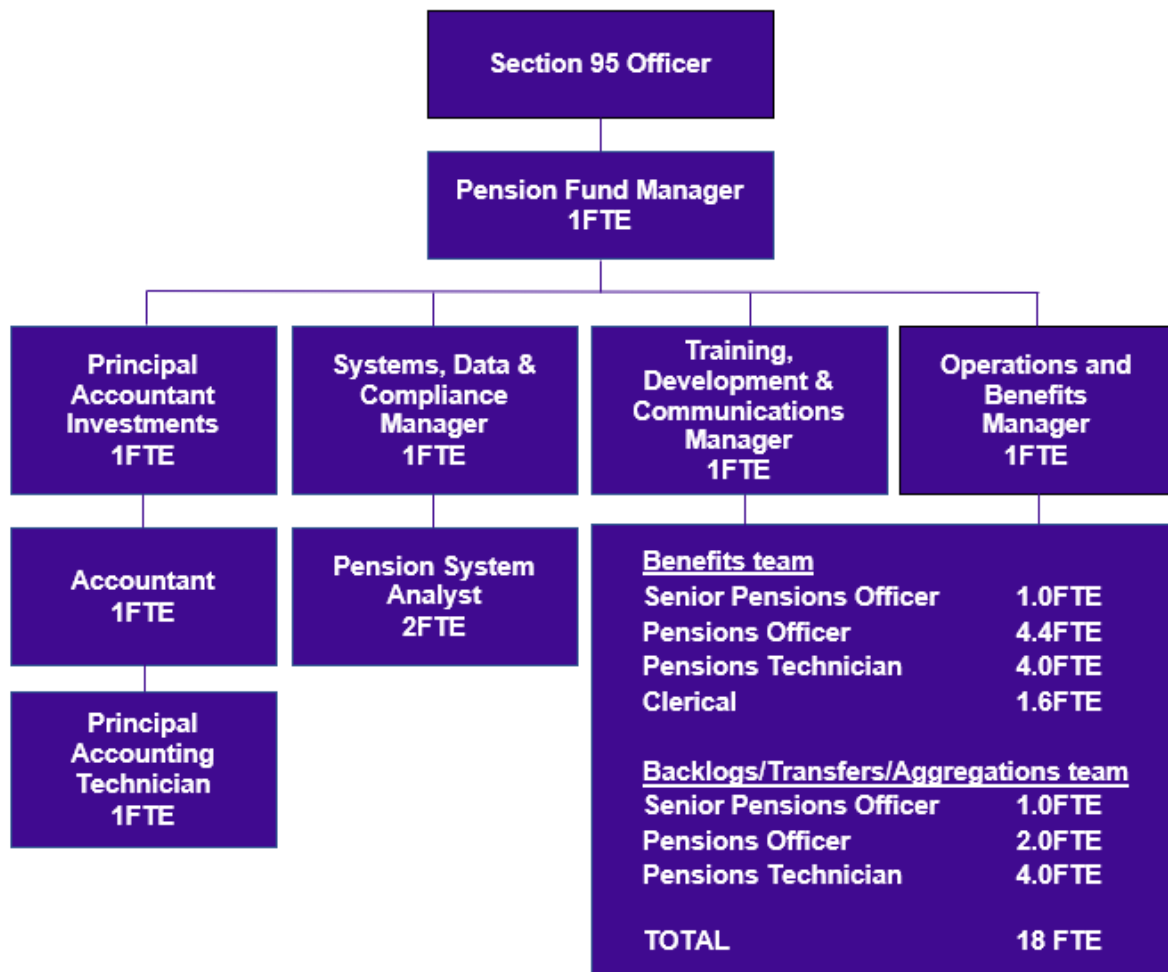 Section 95 Officer
Pension Fund Manager
1FTE
Principal
Accountant
Investments
1FTE
Systems, Data &
Compliance
Manager
1FTE
Training,
Development &
Communications
Manager
1FTE
Operations and
Benefits
Manager
1FTE
Accountant
1FTE
Pension System
Analyst
2FTE
Principal
Accounting
Technician
1FTE
Benefits team
Senior Pensions Officer 1.0FTE
Pensions Officer 4.4FTE
Pensions Technician 4.0FTE
Clerical 1.6FTE
Backlogs/Transfers/Aggregations team
Senior Pensions Officer 1.0FTE
Pensions Officer 2.0FTE
Pensions Technician 4.0FTE
TOTAL 18 FTE